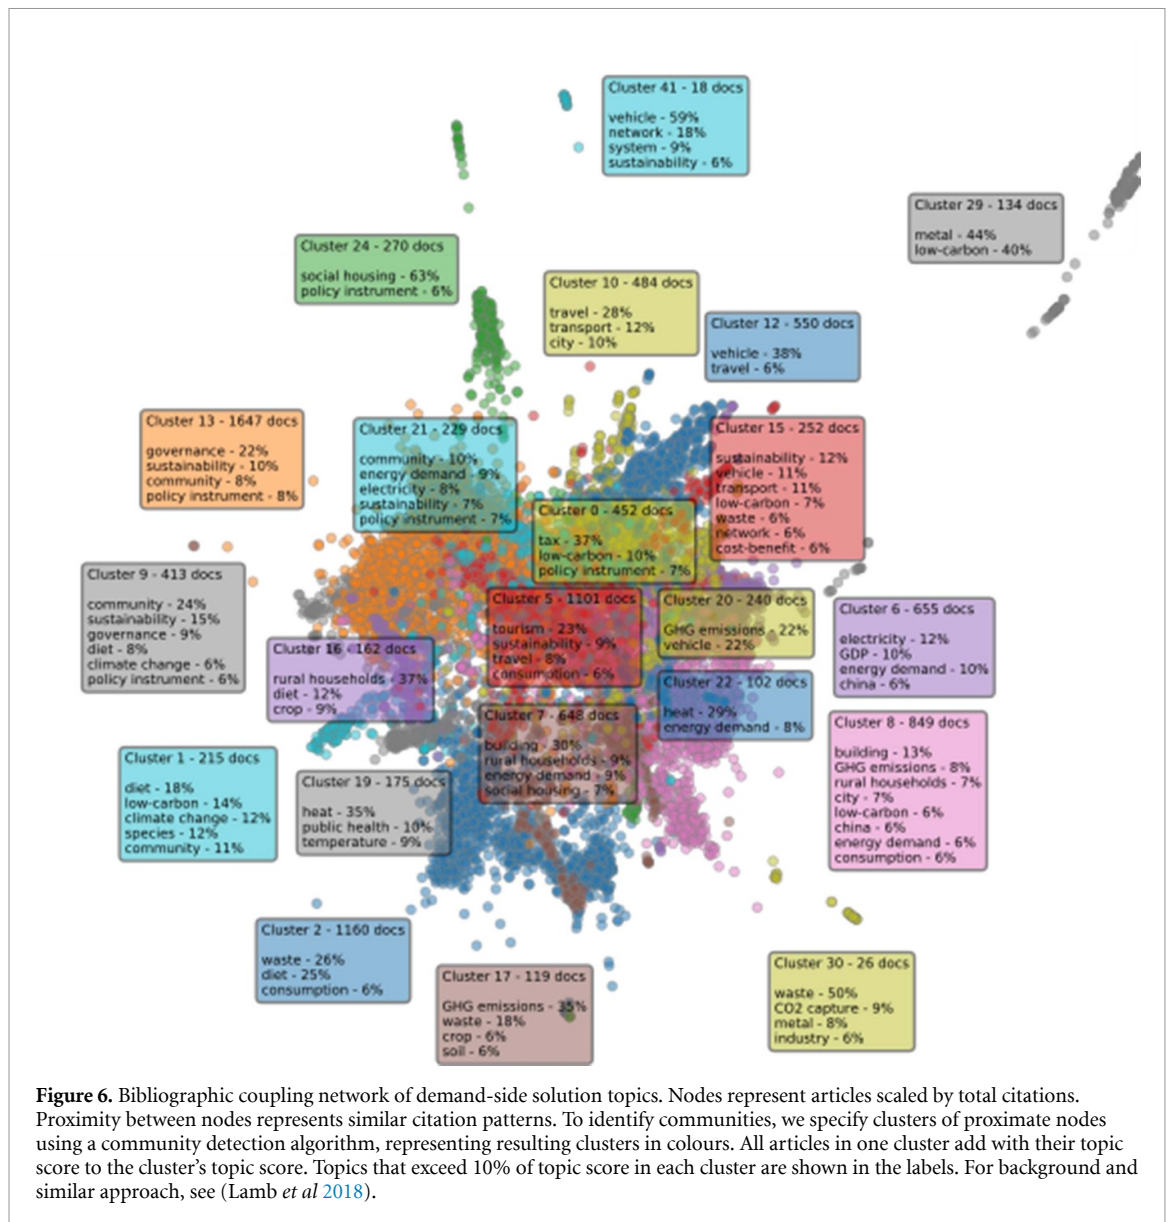 Cluster 41 - 18 docs
vehicle - 59%
network - 18%
system - 9%
sustainability - 6%
Cluster 29 - 134 docs
metal - 44%
low-carbon - 40%
Cluster 24 - 270 docs
social housing - 63%
policy instrument - 6%
Cluster 10 - 484 docs
travel - 28%
transport - 12%
city - 10%
Cluster 12 - 550 docs
vehicle - 38%
travel - 6%
Cluster 13 - 1647 docs
governance - 22%
sustainability - 10%
community - 8%
policy instrument - 8%
Cluster 21 - 229 docs
community - 10%
energy demand - 9%
electricity - 8%
sustainability - 7%
policy instrument - 7%
Cluster 15 - 252 docs
sustainability - 12%
vehicle - 11%
transport - 11%
low-carbon - 7%
waste - 6%
network - 6%
cost-benefit - 6%
Cluster 0 - 452 docs
tax - 37%
low-carbon - 10%
policy instrument - 7%
Cluster 9 - 413 docs
community - 24%
sustainability - 15%
governance - 9%
diet - 8%
climate change - 6%
policy instrument - 6%
Cluster 5 - 1101 docs
tourism - 23%
sustainability - 9%
travel - 8%
consumption - 6%
Cluster 20 - 240 docs
GHG emissions - 22%
vehicle - 22%
Cluster 6 - 655 docs
electricity - 12%
GDP - 10%
energy demand - 10%
china - 6%
Cluster 16 - 162 docs
rural households - 37%
diet - 12%
crop - 9%
Cluster 22 - 102 docs
heat - 29%
energy demand - 8%
Cluster 7 - 648 docs
building - 30%
rural households - 9%
energy demand - 9%
social housing - 7%
Cluster 8 - 849 docs
building - 13%
GHG emissions - 8%
rural households - 7%
city - 7%
low-carbon - 6%
china - 6%
energy demand - 6%
consumption - 6%
Cluster 1 - 215 docs
diet - 18%
low-carbon - 14%
climate change - 12%
species - 12%
community - 11%
Cluster 19 - 175 docs
heat - 35%
public health - 10%
temperature - 9%
Cluster 2 - 1160 docs
waste - 26%
diet - 25%
consumption - 6%
Cluster 17 - 119 docs
GHG emissions - 35%
waste - 18%
crop - 6%
soil - 6%
Cluster 30 - 26 docs
waste - 50%
CO2 capture - 9%
metal - 8%
industry - 6%
Figure 6. Bibliographic coupling network of demand-side solution topics. Nodes represent articles scaled by total citations.
Proximity between nodes represents similar citation patterns. To identify communities, we specify clusters of proximate nodes
using a community detection algorithm, representing resulting clusters in colours. All articles in one cluster add with their topic
score to the cluster's topic score. Topics that exceed 10% of topic score in each cluster are shown in the labels. For background and
similar approach, see (Lamb et al 2018).